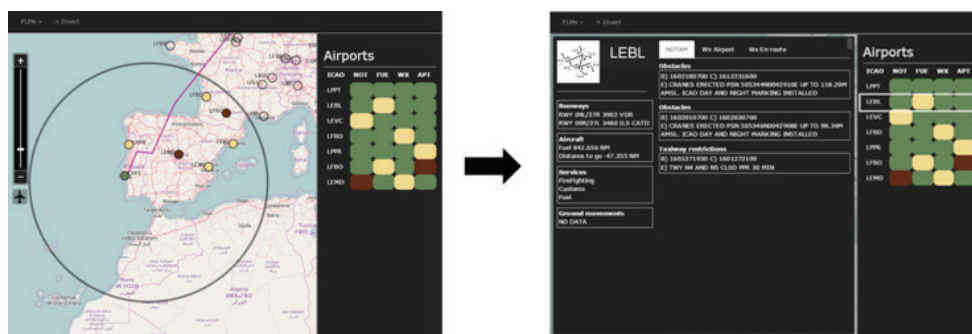 FLPN
× Divert
Airports
ICAO NOT FUE WX APT
LPPT
LEBL
LEVC
LFBD
LPPR
LFBO
LEMD
FLPN
× Divert
LEBL
Runways
RWY 09L/27R 3902 VOR
RWY 09R/27L 3480 ILS CATII
Aircraft
Fuel 842.656 NM
Distance to go -47.355 NM
Services
Firefighting
Customs
Fuel
Ground movements
NO DATA
NOTAM Wx Airport Wx En-route
Obstacles
B) 1602180700 C) 1612231600
E) CRANES ERECTED PSN 505344N0042910E UP TO 118.29M
AMSL. ICAO DAY AND NIGHT MARKING INSTALLED
Obstacles
B) 1602010700 C) 1602030700
E) CRANES ERECTED PSN 505346N0042908E UP TO 98.34M
AMSL. ICAO DAY AND NIGHT MARKING INSTALLED
Taxiway restrictions
B) 1601271930 C) 1601272100
E) TWY N4 AND N5 CLSD PPR 30 MIN
Airports
ICAO NOT FUE WX APT
LPPT
LEBL
LEVC
LFBD
LPPR
LFBO
LEMD